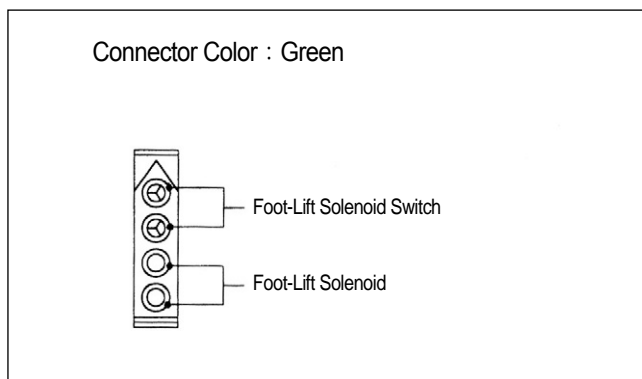 Connector Color : Green
Foot-Lift Solenoid Switch
Foot-Lift Solenoid